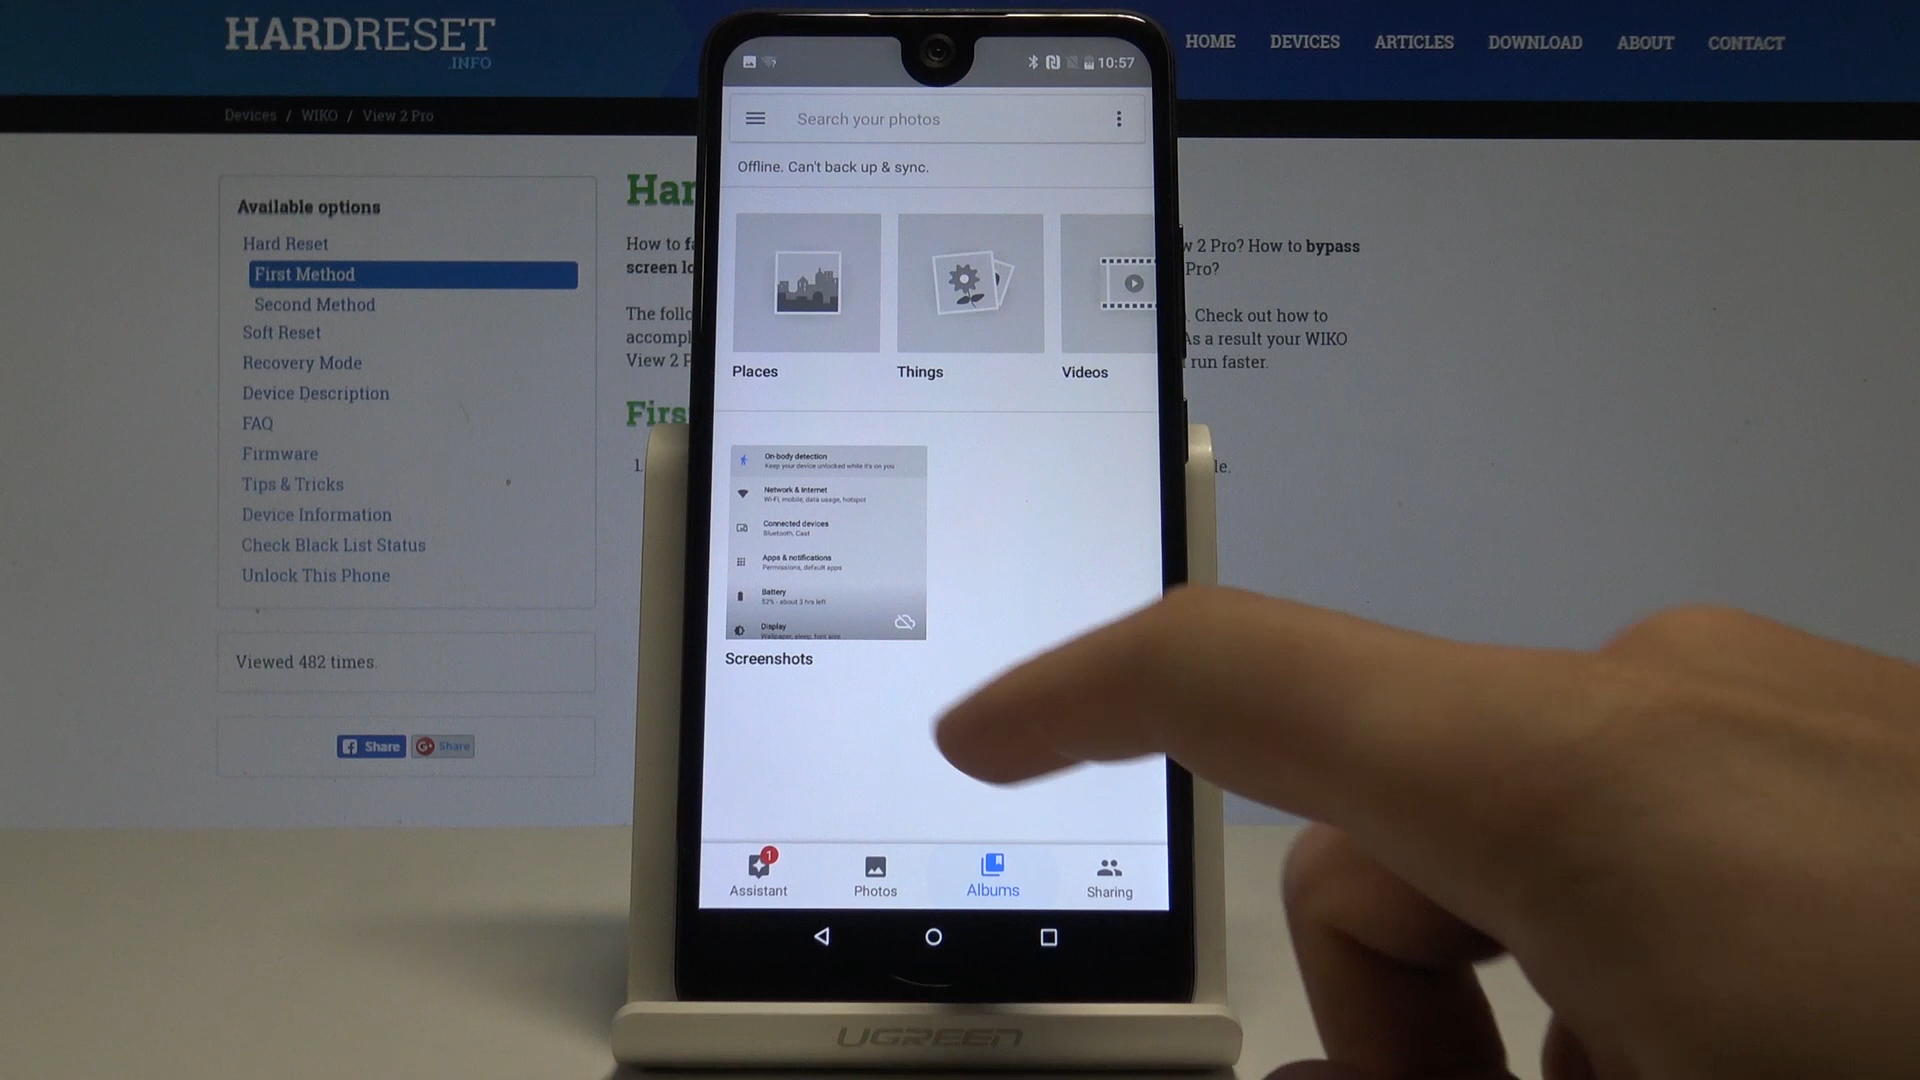 HARDRESET
.INFO
HOME DEVICES ARTICLES DOWNLOAD ABOUT CONTACT
Devices / WIKO / View 2 Pro
Available options
Hard Reset
First Method
Second Method
Soft Reset
Recovery Mode
Device Description
FAQ
Firmware
Tips & Tricks
Device Information
Check Black List Status
Unlock This Phone
Viewed 482 times.
Share
Share
Har
How to fa
screen lo
The follo
accompl
View 2 P
Firs
1.
w 2 Pro? How to bypass
Pro?
. Check out how to
As a result your WIKO
run faster.
le.
10:57
Search your photos
Offline. Can't back up & sync.
Places
Things
Videos
On-body detection
Keep your device unlocked while it's on you
Network & Internet
Wi-Fi, mobile, data usage, hotspot
Connected devices
Bluetooth, Cast
Apps & notifications
Permissions, default apps
Battery
52% - about 3 hrs left
Display
Wallpaper, sleep, font size
Screenshots
1
Assistant
Photos
Albums
Sharing
UGREEN